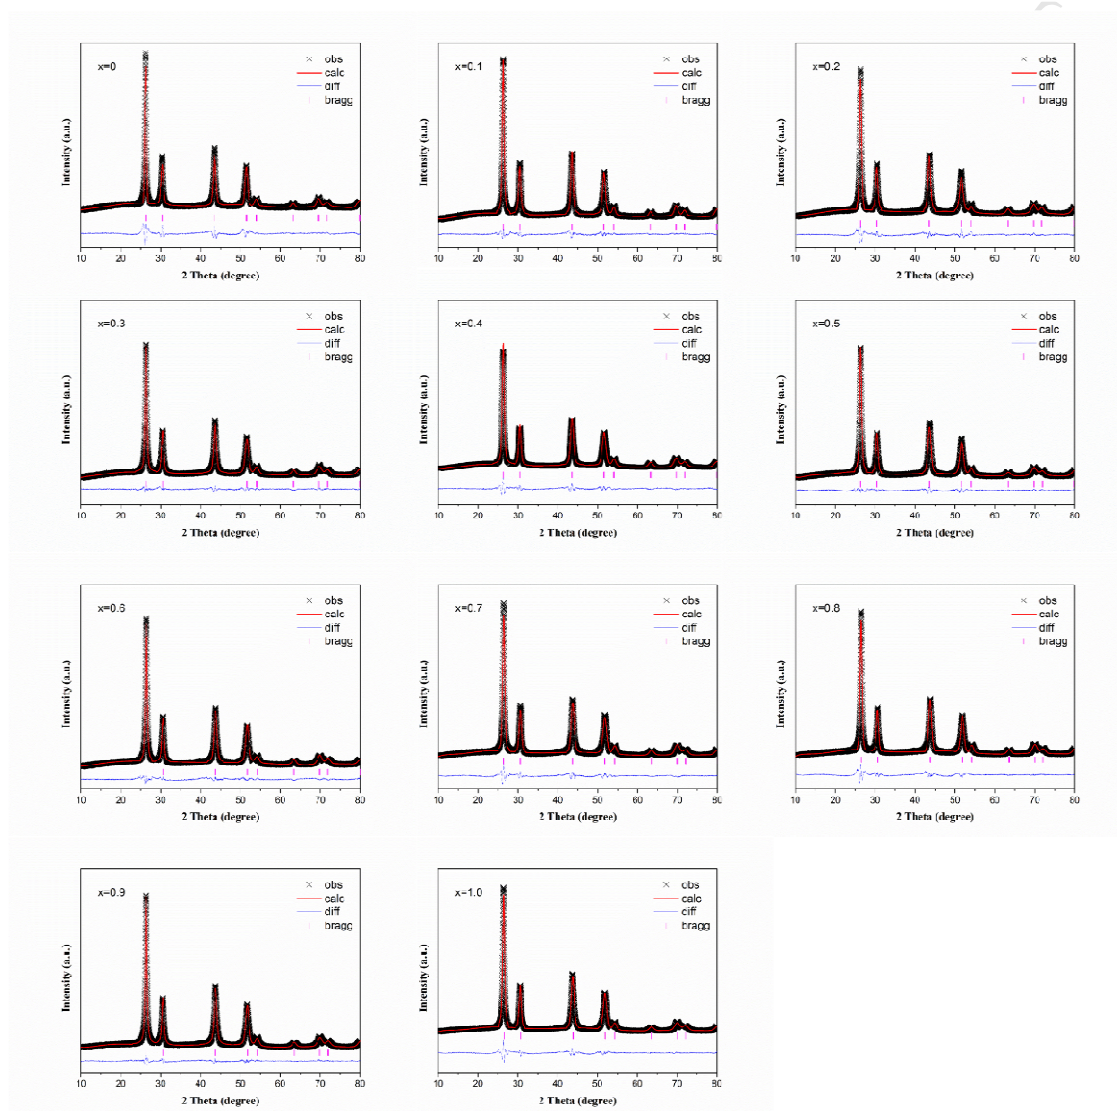 x=0
obs
calc
diff
bragg
Intensity (a.u.)
10 20 30 40 50 60 70 80
2 Theta (degree)
x=0.1
obs
calc
diff
bragg
Intensity (a.u.)
10 20 30 40 50 60 70 80
2 Theta (degree)
x=0.2
obs
calc
diff
bragg
Intensity (a.u.)
10 20 30 40 50 60 70 80
2 Theta (degree)
x=0.3
obs
calc
diff
bragg
Intensity (a.u.)
10 20 30 40 50 60 70 80
2 Theta (degree)
x=0.4
obs
calc
diff
bragg
Intensity (a.u.)
10 20 30 40 50 60 70 80
2 Theta (degree)
x=0.5
obs
calc
diff
bragg
Intensity (a.u.)
10 20 30 40 50 60 70 80
2 Theta (degree)
x=0.6
obs
calc
diff
bragg
Intensity (a.u.)
10 20 30 40 50 60 70 80
2 Theta (degree)
x=0.7
obs
calc
diff
bragg
Intensity (a.u.)
10 20 30 40 50 60 70 80
2 Theta (degree)
x=0.8
obs
calc
diff
bragg
Intensity (a.u.)
10 20 30 40 50 60 70 80
2 Theta (degree)
x=0.9
obs
calc
diff
bragg
Intensity (a.u.)
10 20 30 40 50 60 70 80
2 Theta (degree)
x=1.0
obs
calc
diff
bragg
Intensity (a.u.)
10 20 30 40 50 60 70 80
2 Theta (degree)